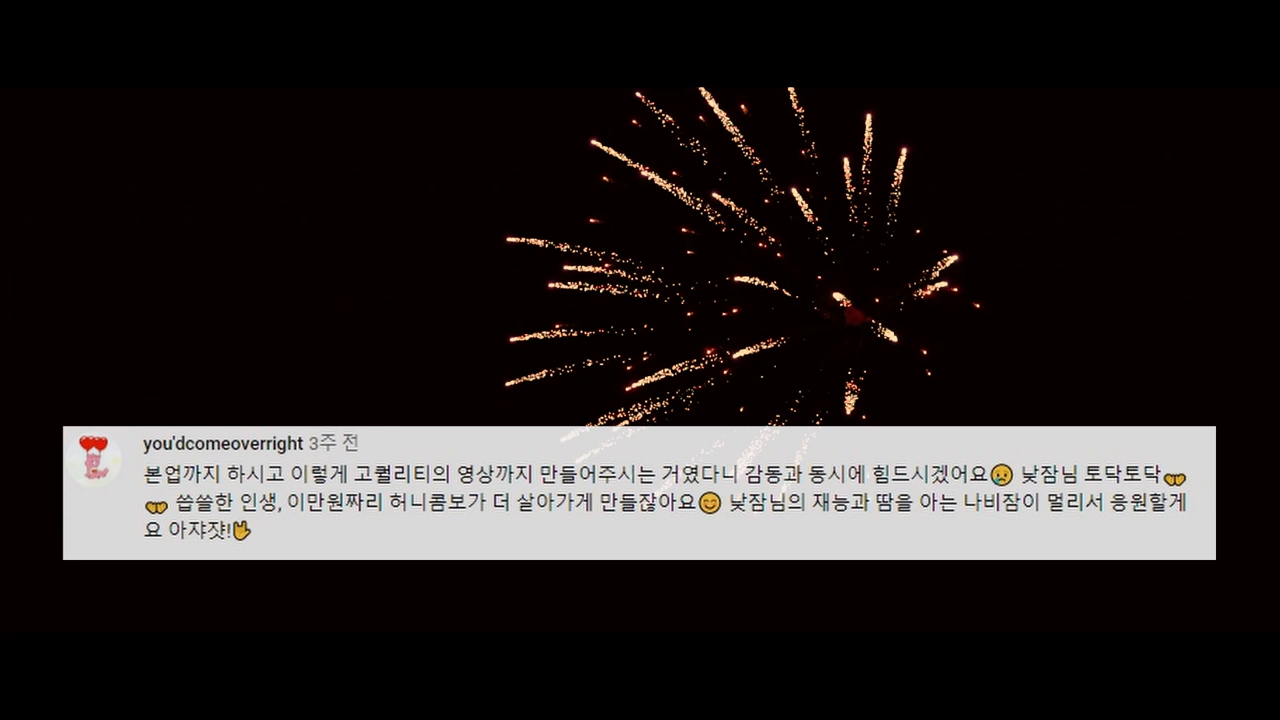 you'dcomeoverright 3주 전
본업까지 하시고 이렇게 고퀄리티의 영상까지 만들어주시는 거였다니 감동과 동시에 힘드시겠어요😢 낮잠님 토닥토닥🤲
🤲 씁쓸한 인생, 이만원짜리 허니콤보가 더 살아가게 만들잖아요😊 낮잠님의 재능과 땀을 아는 나비잠이 멀리서 응원할게
요 아쟈쟛!🤟